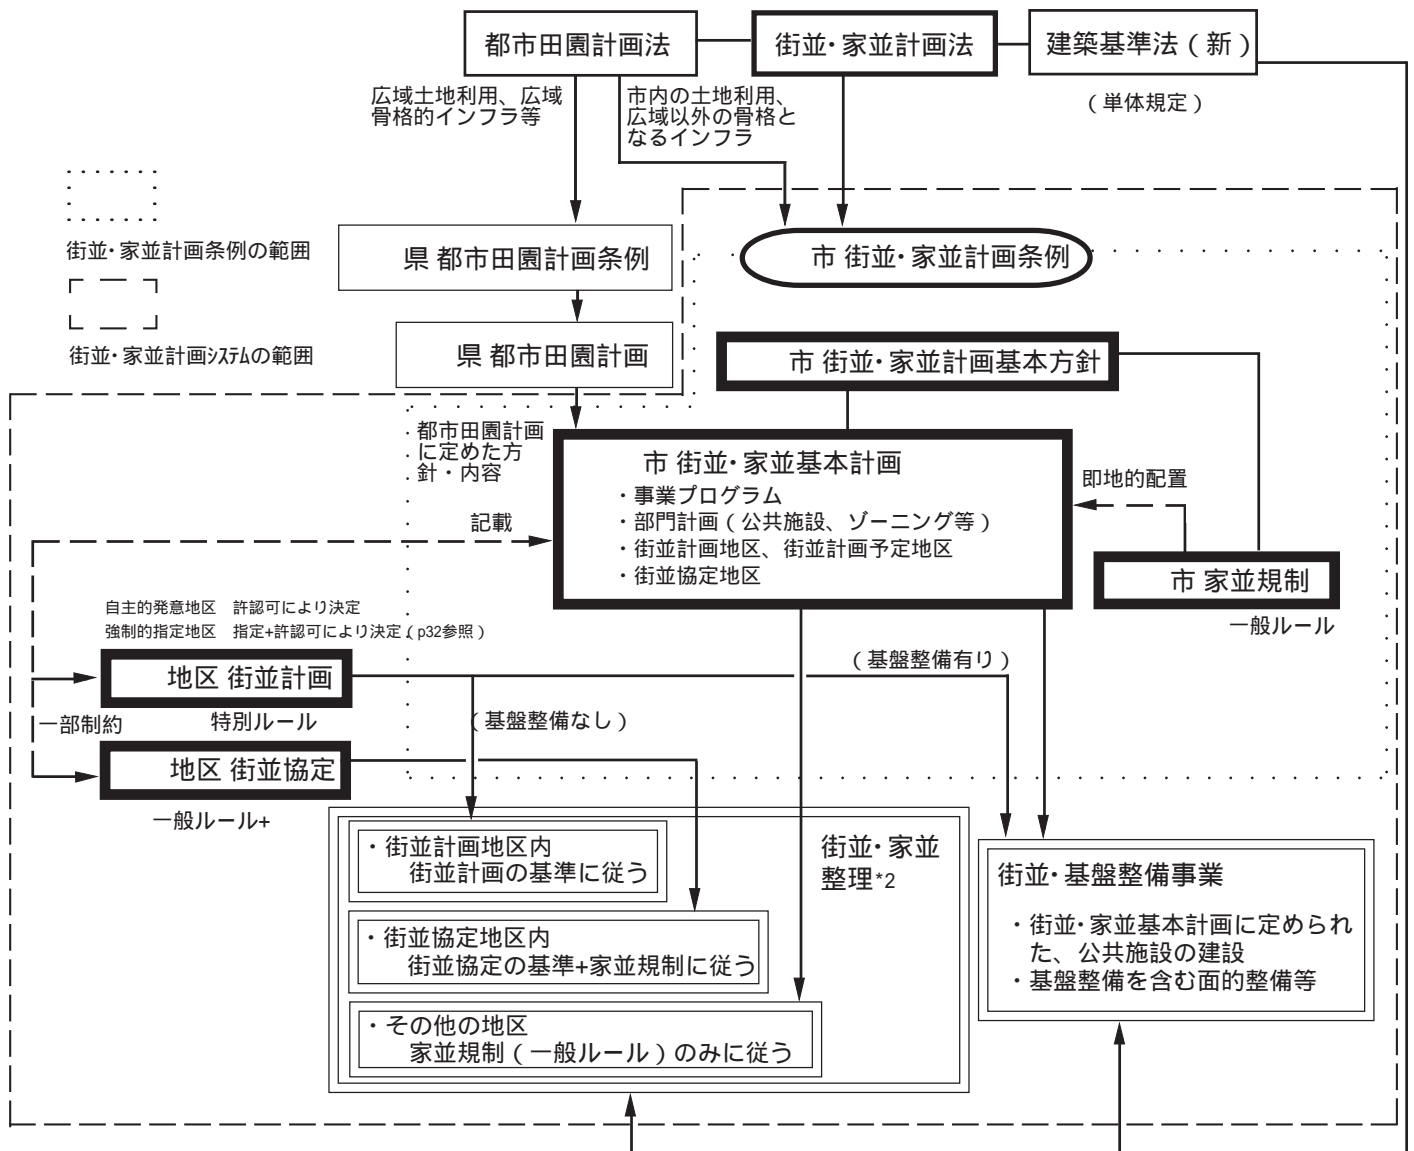 都市田園計画法
街並・家並計画法
建築基準法(新)
広域土地利用、広域
骨格的インフラ等
市内の土地利用、
広域以外の骨格と
なるインフラ
(単体規定)
街並・家並計画条例の範囲
街並・家並計画システムの範囲
県 都市田園計画条例
市 街並・家並計画条例
県 都市田園計画
市 街並・家並計画基本方針
都市田園計画
に定めた方
針・内容
市 街並・家並基本計画
・事業プログラム
・部門計画(公共施設、ゾーニング等)
・街並計画地区、街並計画予定地区
・街並協定地区
即地的配置
記載
市 家並規制
一般ルール
自主的発意地区 許認可により決定
強制的指定地区 指定+許認可により決定(p32参照)
地区 街並計画
(基盤整備有り)
一部制約
特別ルール
(基盤整備なし)
地区 街並協定
一般ルール+
・街並計画地区内
街並計画の基準に従う
街並・家並
整理*2
・街並協定地区内
街並協定の基準+家並規制に従う
・その他の地区
家並規制(一般ルール)のみに従う
街並・基盤整備事業
・街並・家並基本計画に定められ
た、公共施設の建設
・基盤整備を含む面的整備等